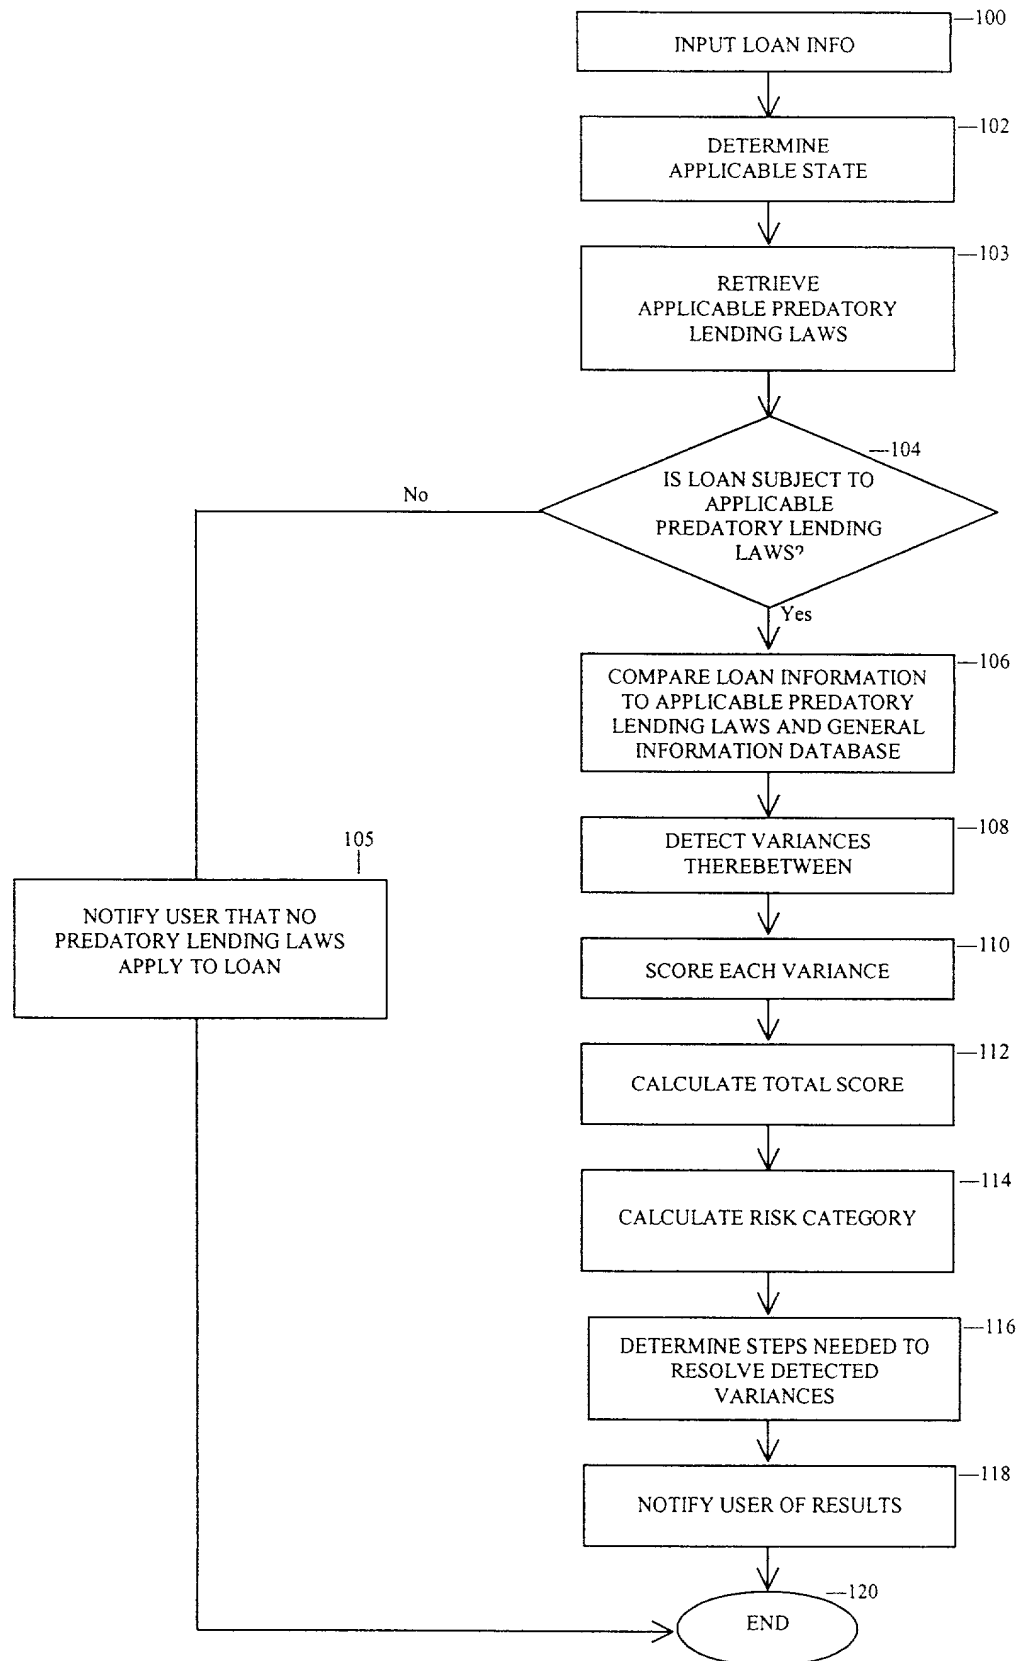 100
INPUT LOAN INFO
102
DETERMINE
APPLICABLE STATE
103
RETRIEVE
APPLICABLE PREDATORY
LENDING LAWS
104
IS LOAN SUBJECT TO
APPLICABLE
PREDATORY LENDING
LAWS?
No
Yes
106
COMPARE LOAN INFORMATION
TO APPLICABLE PREDATORY
LENDING LAWS AND GENERAL
INFORMATION DATABASE
108
DETECT VARIANCES
THEREBETWEEN
105
NOTIFY USER THAT NO
PREDATORY LENDING LAWS
APPLY TO LOAN
110
SCORE EACH VARIANCE
112
CALCULATE TOTAL SCORE
114
CALCULATE RISK CATEGORY
116
DETERMINE STEPS NEEDED TO
RESOLVE DETECTED
VARIANCES
118
NOTIFY USER OF RESULTS
120
END